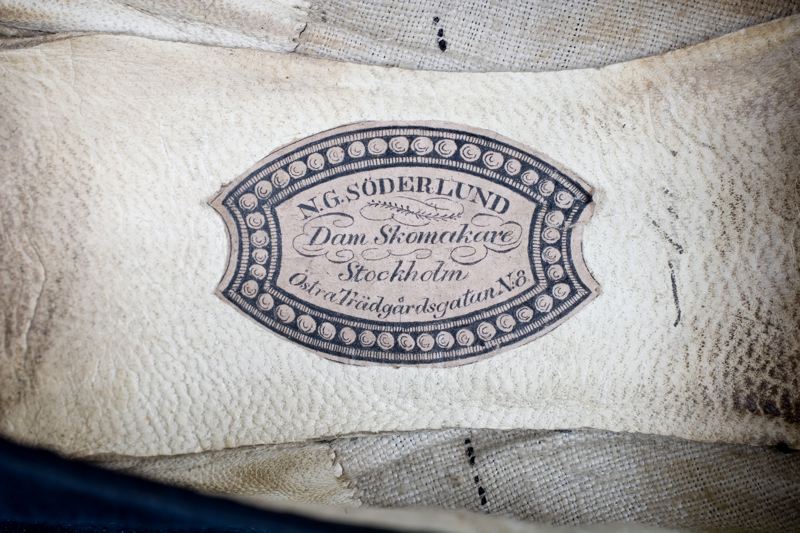 N.G. SÖDERLUND
Dam Skomakare
Stockholm
Östra Trädgårdsgatan N.8.